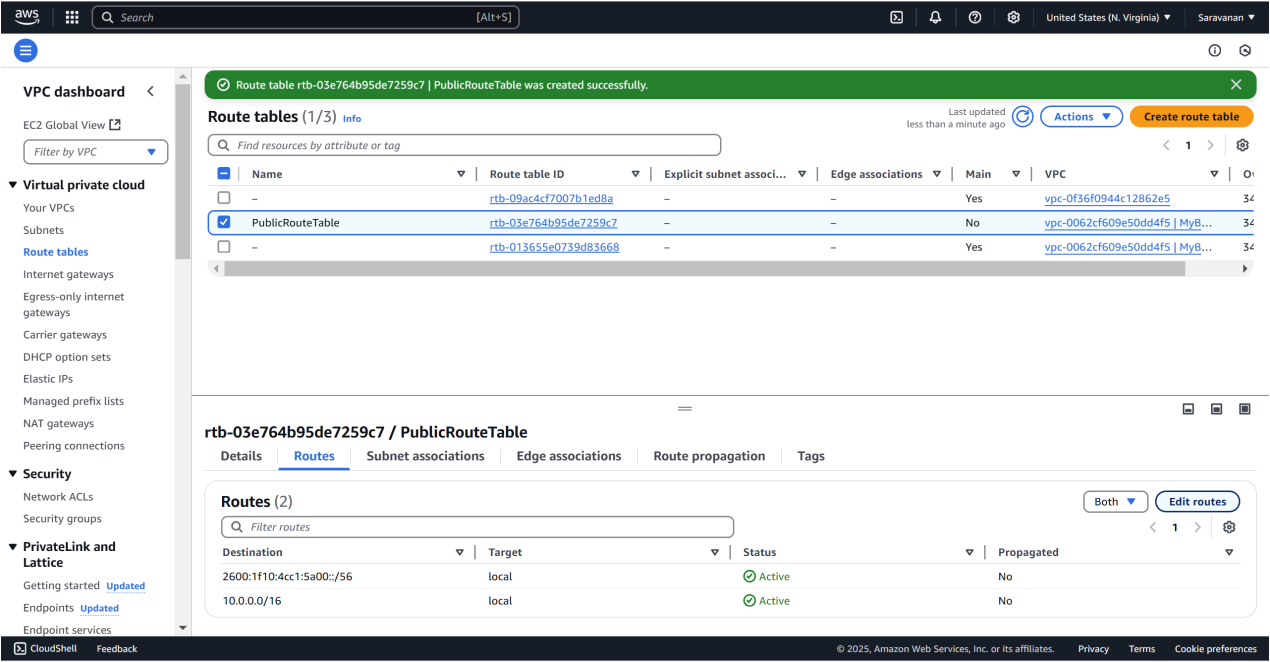 aws
Search [Alt+S]
United States (N. Virginia) ▼ Saravanan ▼
VPC dashboard
EC2 Global View
Filter by VPC
Virtual private cloud
Your VPCs
Subnets
Route tables
Internet gateways
Egress-only internet
gateways
Carrier gateways
DHCP option sets
Elastic IPs
Managed prefix lists
NAT gateways
Peering connections
Security
Network ACLs
Security groups
PrivateLink and
Lattice
Getting started Updated
Endpoints Updated
Endpoint services
Route table rtb-03e764b95de7259c7 | PublicRouteTable was created successfully.
Route tables (1/3) Info
Last updated
less than a minute ago
Actions ▼
Create route table
Find resources by attribute or tag
1
Name Route table ID Explicit subnet associ... Edge associations Main VPC
– rtb-09ac4cf7007b1ed8a – – Yes vpc-0f36f0944c12862e5 34
PublicRouteTable rtb-03e764b95de7259c7 – – No vpc-0062cf609e50dd4f5 | MyB... 34
– rtb-013655e0739d83668 – – Yes vpc-0062cf609e50dd4f5 | MyB... 34
rtb-03e764b95de7259c7 / PublicRouteTable
Details Routes Subnet associations Edge associations Route propagation Tags
Routes (2)
Both ▼ Edit routes
Filter routes
1
Destination Target Status Propagated
2600:1f10:4cc1:5a00::/56 local Active No
10.0.0.0/16 local Active No
CloudShell Feedback
© 2025, Amazon Web Services, Inc. or its affiliates. Privacy Terms Cookie preferences